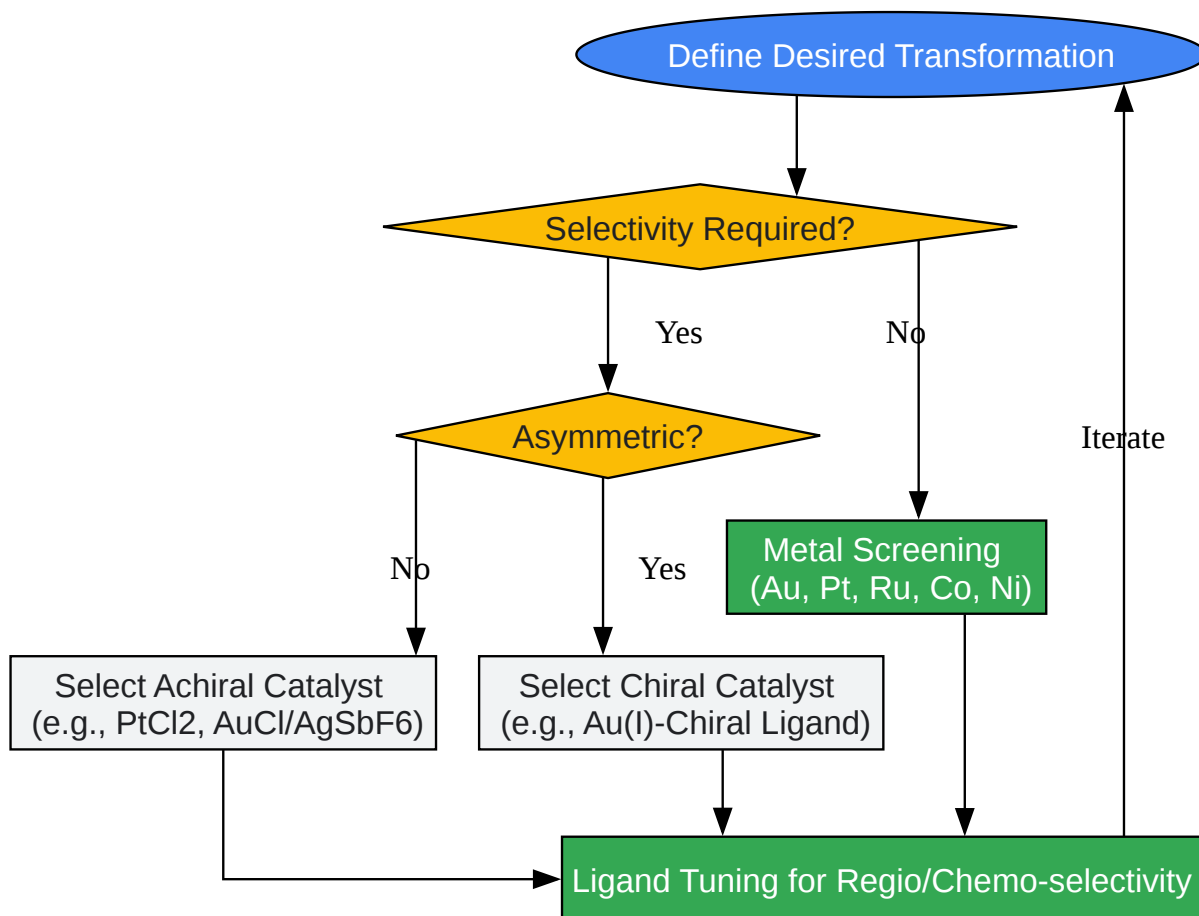 Define Desired Transformation
Selectivity Required?
Yes
No
Asymmetric?
Iterate
No
Yes
Metal Screening
(Au, Pt, Ru, Co, Ni)
Select Achiral Catalyst
(e.g., PtCl2, AuCl/AgSbF6)
Select Chiral Catalyst
(e.g., Au(I)-Chiral Ligand)
Ligand Tuning for Regio/Chemo-selectivity